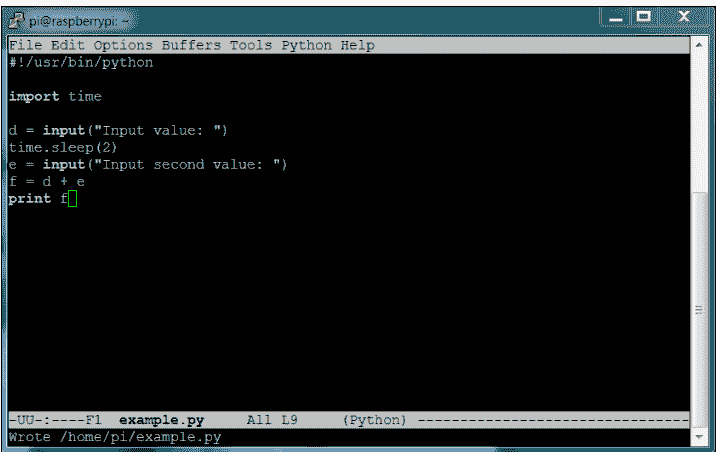 pi@raspberrypi: ~
File Edit Options Buffers Tools Python Help
#!/usr/bin/python
import time
d = input("Input value: ")
time.sleep(2)
e = input("Input second value: ")
f = d + e
print f
-UU-:----F1  example.py     All L9     (Python) --------------------------------
Wrote /home/pi/example.py